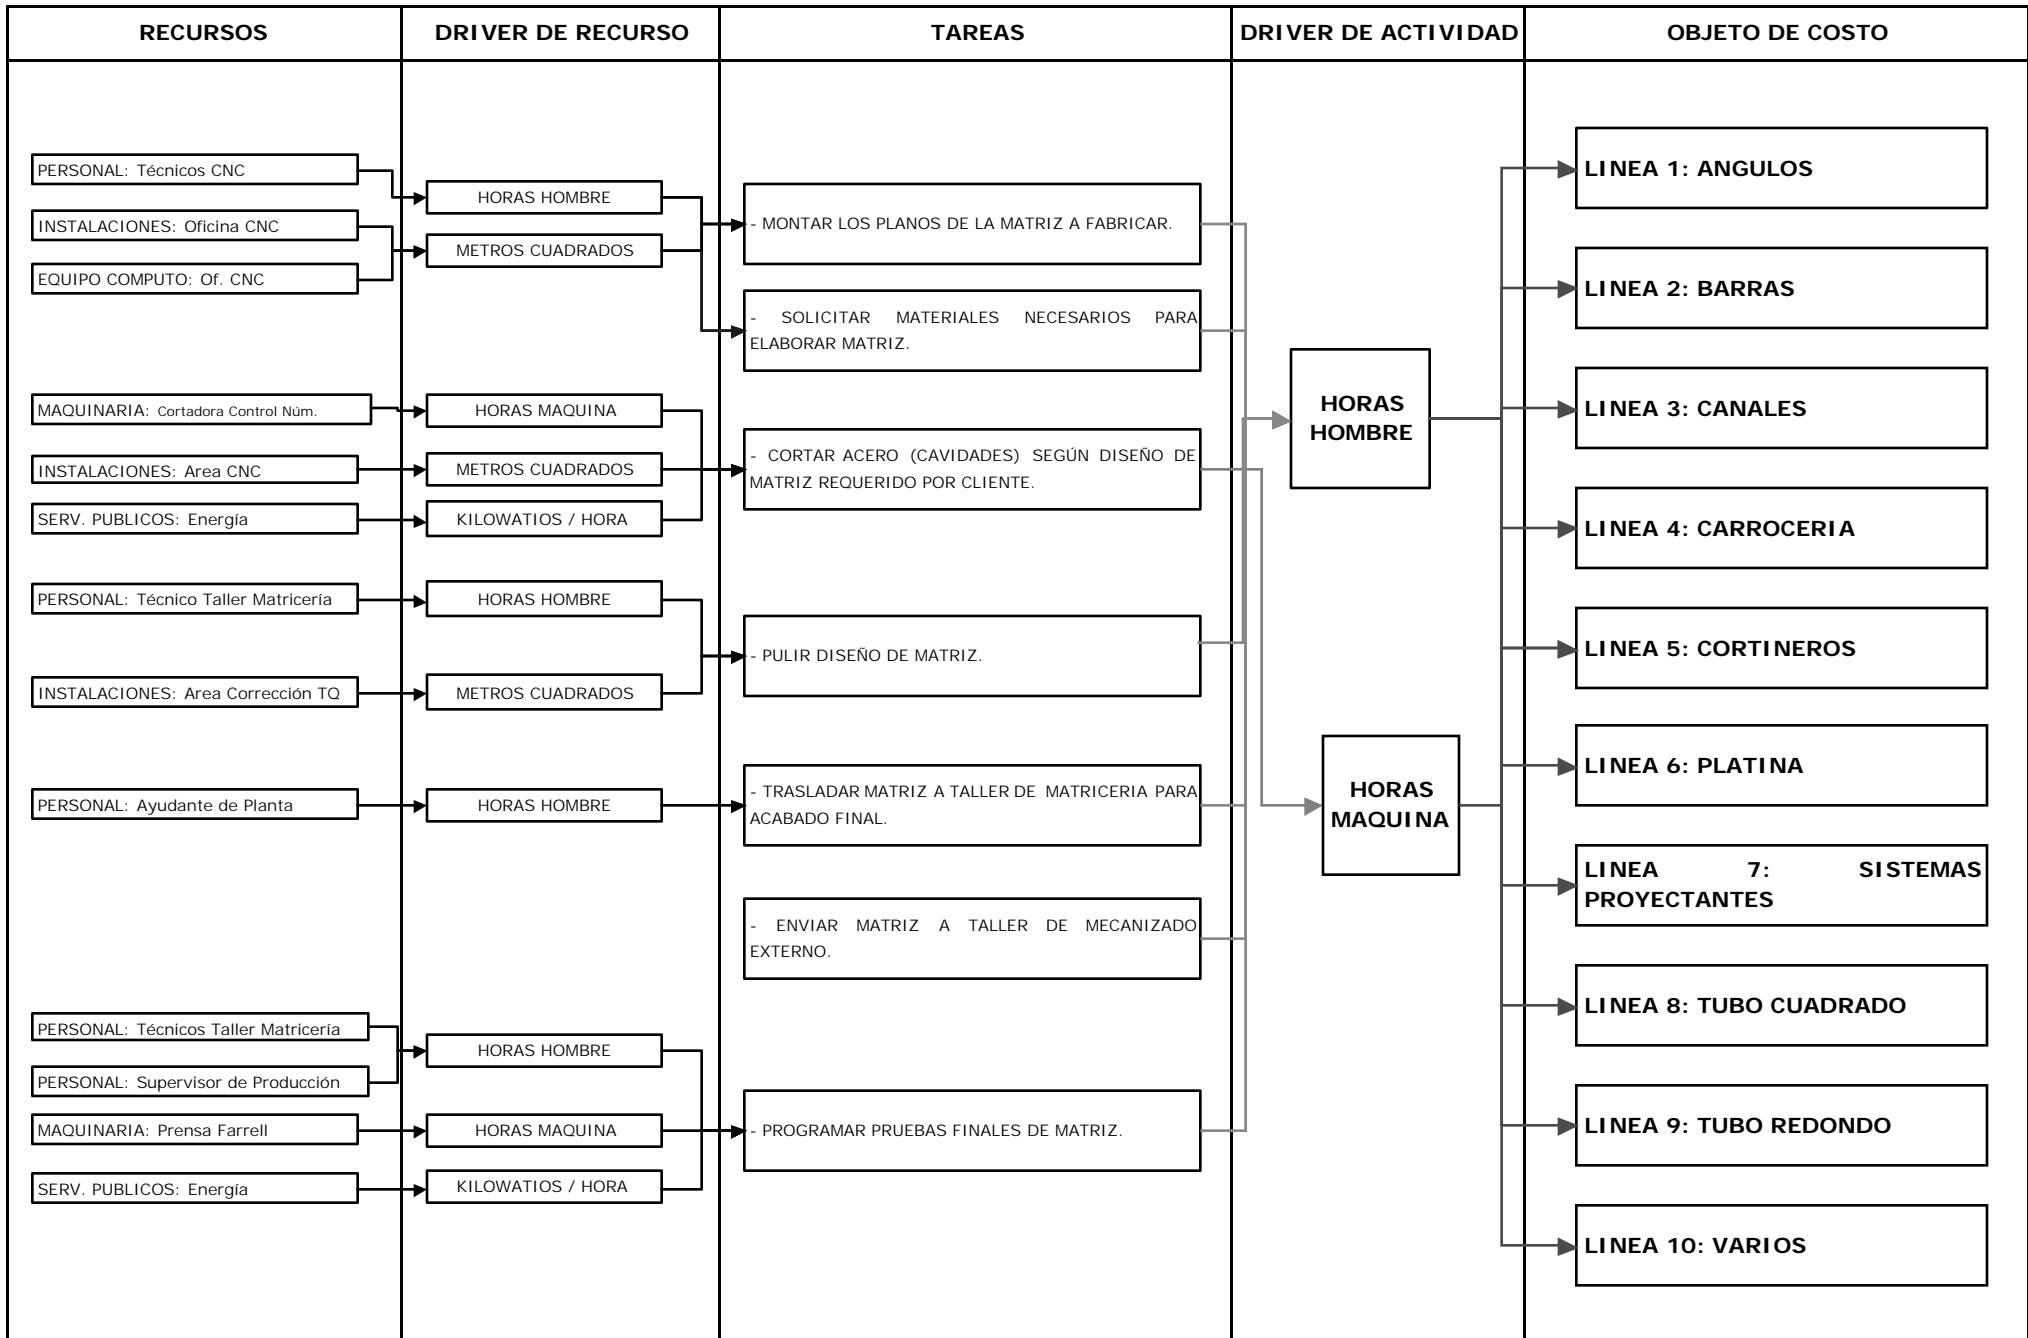 RECURSOS
DRIVER DE RECURSO
TAREAS
DRIVER DE ACTIVIDAD
OBJETO DE COSTO
PERSONAL: Técnicos CNC
INSTALACIONES: Oficina CNC
EQUIPO COMPUTO: Of. CNC
MAQUINARIA: Cortadora Control Núm.
INSTALACIONES: Area CNC
SERV. PUBLICOS: Energía
PERSONAL: Técnico Taller Matricería
INSTALACIONES: Area Corrección TQ
PERSONAL: Ayudante de Planta
PERSONAL: Técnicos Taller Matricería
PERSONAL: Supervisor de Producción
MAQUINARIA: Prensa Farrell
SERV. PUBLICOS: Energía
HORAS HOMBRE
METROS CUADRADOS
HORAS MAQUINA
METROS CUADRADOS
KILOWATIOS / HORA
HORAS HOMBRE
METROS CUADRADOS
HORAS HOMBRE
HORAS HOMBRE
HORAS MAQUINA
KILOWATIOS / HORA
- MONTAR LOS PLANOS DE LA MATRIZ A FABRICAR.
- SOLICITAR MATERIALES NECESARIOS PARA
ELABORAR MATRIZ.
- CORTAR ACERO (CAVIDADES) SEGÚN DISEÑO DE
MATRIZ REQUERIDO POR CLIENTE.
- PULIR DISEÑO DE MATRIZ.
- TRASLADAR MATRIZ A TALLER DE MATRICERIA PARA
ACABADO FINAL.
- ENVIAR MATRIZ A TALLER DE MECANIZADO
EXTERNO.
- PROGRAMAR PRUEBAS FINALES DE MATRIZ.
HORAS
HOMBRE
HORAS
MAQUINA
LINEA 1: ANGULOS
LINEA 2: BARRAS
LINEA 3: CANALES
LINEA 4: CARROCERIA
LINEA 5: CORTINEROS
LINEA 6: PLATINA
LINEA 7: SISTEMAS
PROYECTANTES
LINEA 8: TUBO CUADRADO
LINEA 9: TUBO REDONDO
LINEA 10: VARIOS